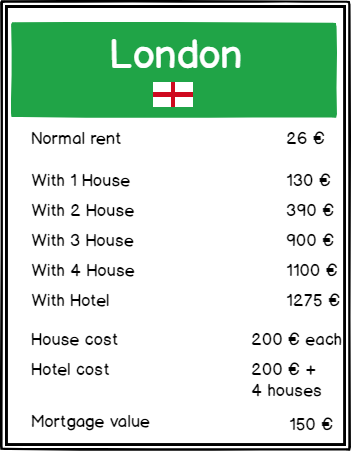 London
Normal rent 26 €
With 1 House 130 €
With 2 House 390 €
With 3 House 900 €
With 4 House 1100 €
With Hotel 1275 €
House cost 200 € each
Hotel cost 200 € +
4 houses
Mortgage value 150 €